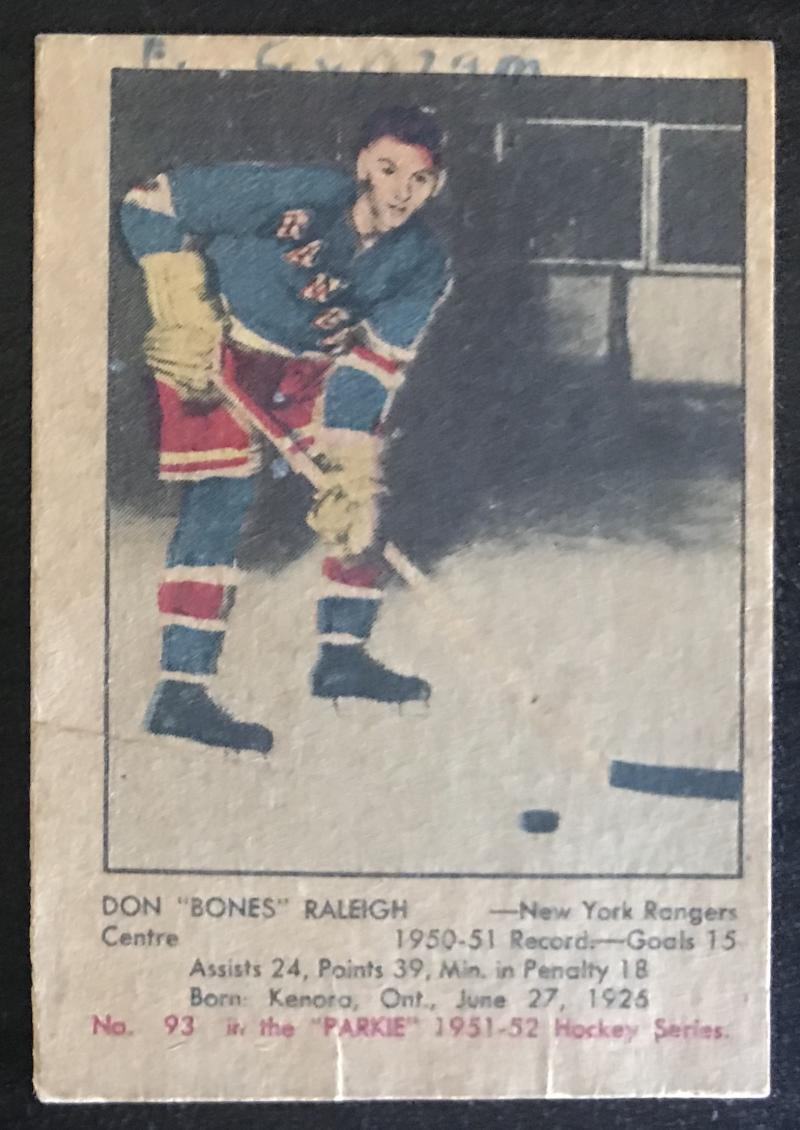 RANGE
DON "BONES" RALEIGH —New York Rangers
Centre 1950-51 Record.—Goals 15
Assists 24, Points 39, Min. in Penalty 18
Born: Kenora, Ont., June 27, 1926
No. 93 in the "PARKIE" 1951-52 Hockey Series.